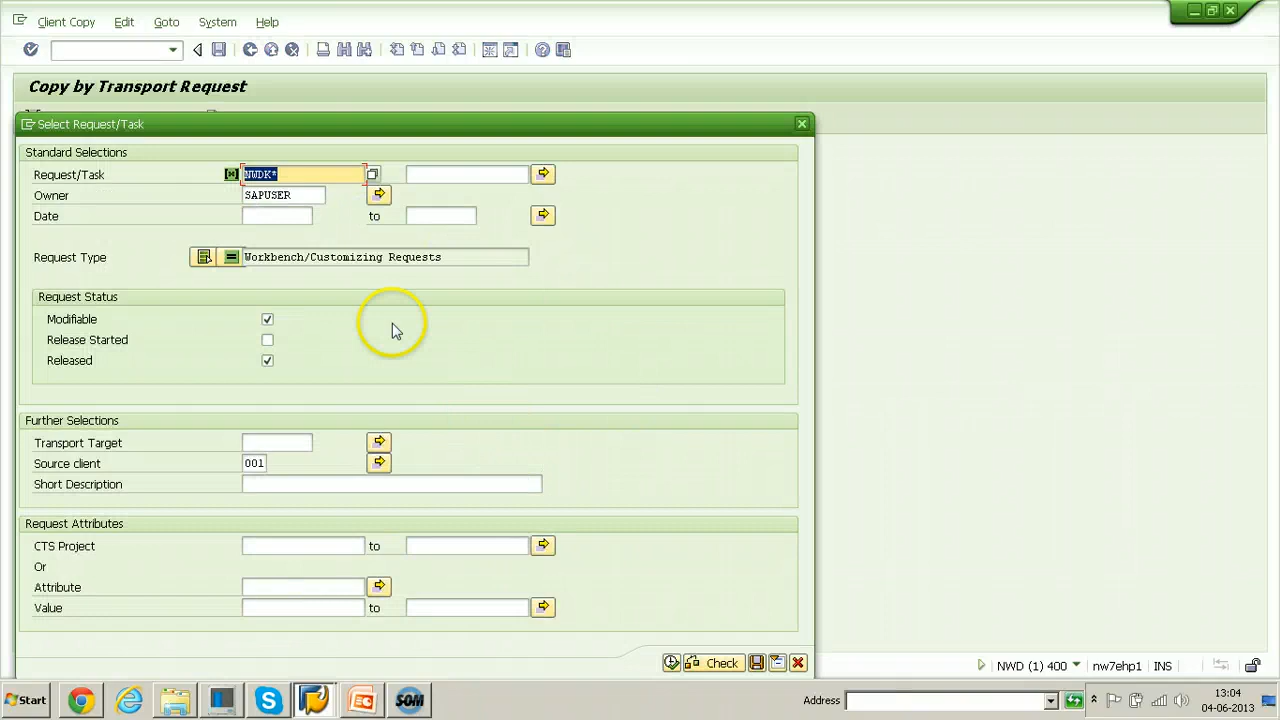 Client Copy Edit Goto System Help
Copy by Transport Request
Select Request/Task
Standard Selections
Request/Task NWDK*
Owner SAPUSER
Date to
Request Type Workbench/Customizing Requests
Request Status
Modifiable
Release Started
Released
Further Selections
Transport Target
Source client 001
Short Description
Request Attributes
CTS Project to
Or
Attribute
Value to
Check
NWD (1) 400 nw7ehp1 INS
Start SOM Address 13:04
04-06-2013